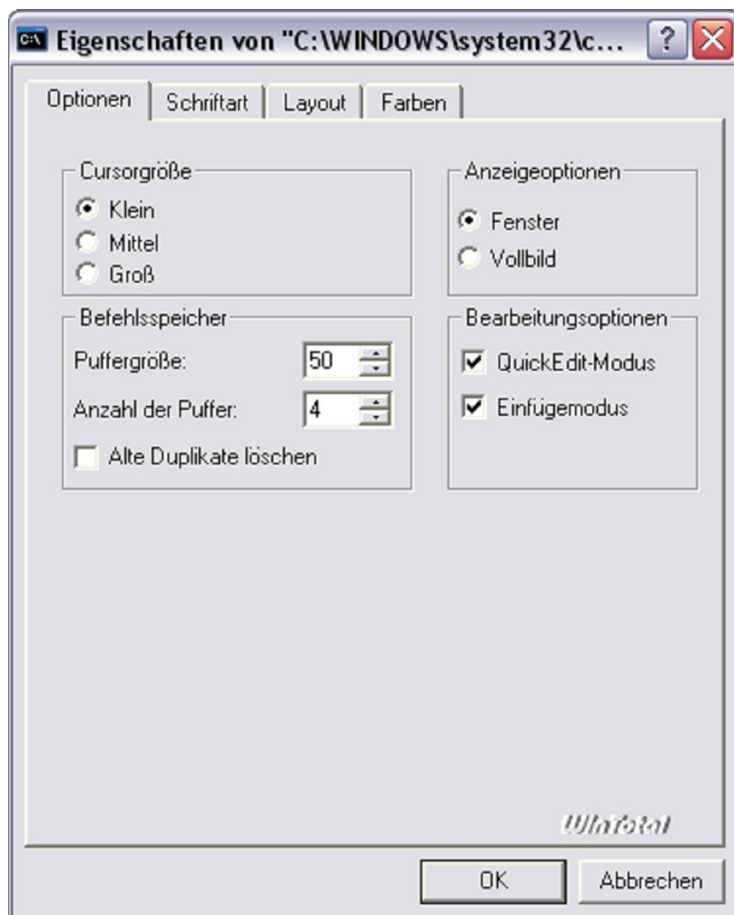 Eigenschaften von "C:\WINDOWS\system32\c...
Optionen
Schriftart
Layout
Farben
Cursorgröße
Klein
Mittel
Groß
Anzeigeoptionen
Fenster
Vollbild
Befehlsspeicher
Puffergröße: 50
Anzahl der Puffer: 4
Alte Duplikate löschen
Bearbeitungsoptionen
QuickEdit-Modus
Einfügemodus
WinTotal
OK
Abbrechen